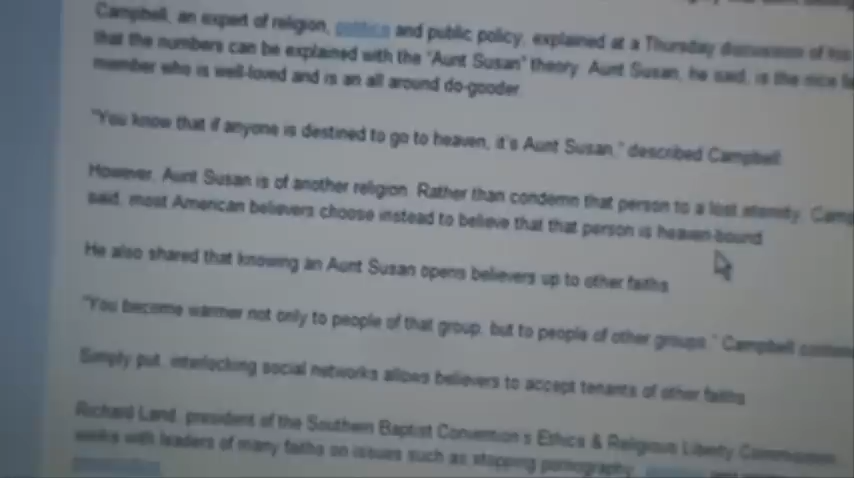 Campbell, an expert of religion, politics and public policy, explained at a Thursday discussion of
that the numbers can be explained with the "Aunt Susan" theory. Aunt Susan, he said, is the nice
member who is well-loved and is an all around do-gooder.
"You know that if anyone is destined to go to heaven, it's Aunt Susan," described Campbell.
However, Aunt Susan is of another religion. Rather than condemn that person to a lost eternity, Camp
said, most American believers choose instead to believe that that person is heaven-bound.
He also shared that knowing an Aunt Susan opens believers up to other faiths.
"You become warmer not only to people of that group, but to people of other groups," Campbell
Simply put, interlocking social networks allows believers to accept tenants of other faiths.
Richard Land, president of the Southern Baptist Convention's Ethics & Religious Liberty Commission,
works with leaders of many faiths on issues such as stopping pornography,